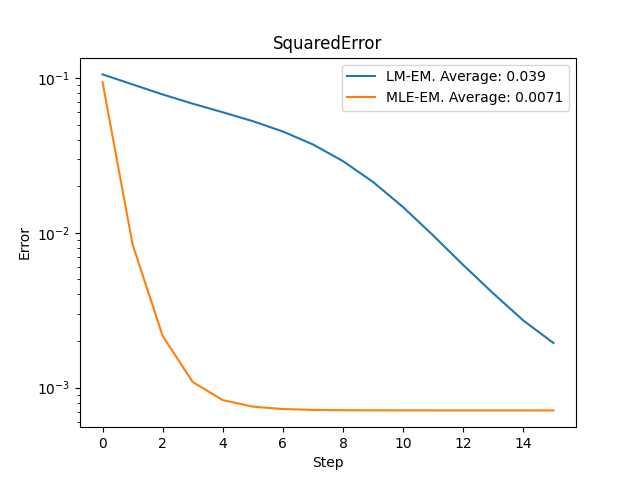 SquaredError
LM-EM. Average: 0.039
MLE-EM. Average: 0.0071
Error
10⁻¹
10⁻²
10⁻³
0 2 4 6 8 10 12 14
Step